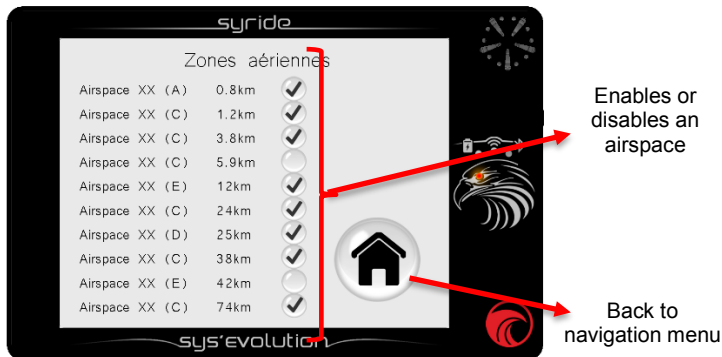 syride
Zones aériennes
Airspace XX (A) 0.8km
Airspace XX (C) 1.2km
Airspace XX (C) 3.8km
Airspace XX (C) 5.9km
Airspace XX (E) 12km
Airspace XX (C) 24km
Airspace XX (D) 25km
Airspace XX (C) 38km
Airspace XX (E) 42km
Airspace XX (C) 74km
sys'evolution
Enables or
disables an
airspace
Back to
navigation menu